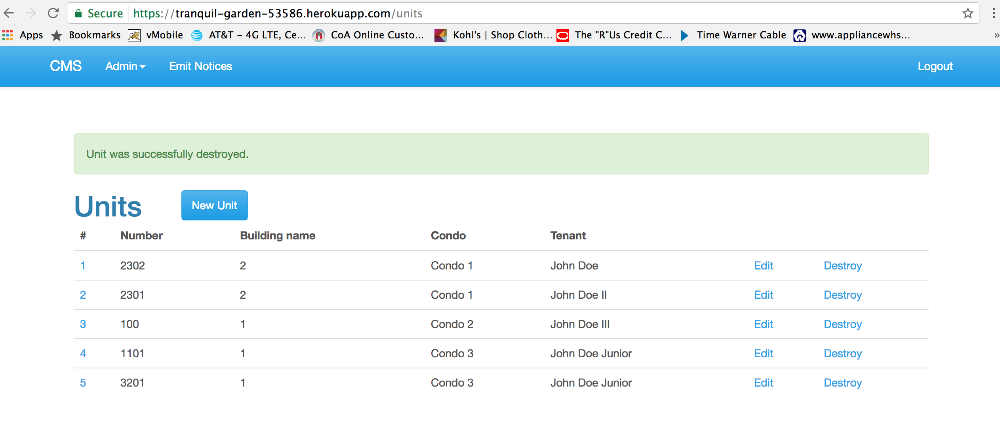 Secure https://tranquil-garden-53586.herokuapp.com/units
Apps Bookmarks vMobile AT&T - 4G LTE, Ce... CoA Online Custo... Kohl's | Shop Cloth... The "R"Us Credit C... Time Warner Cable www.appliancewhs... »
CMS Admin Emit Notices Logout
Unit was successfully destroyed.
Units New Unit
# Number Building name Condo Tenant
1 2302 2 Condo 1 John Doe Edit Destroy
2 2301 2 Condo 1 John Doe II Edit Destroy
3 100 1 Condo 2 John Doe III Edit Destroy
4 1101 1 Condo 3 John Doe Junior Edit Destroy
5 3201 1 Condo 3 John Doe Junior Edit Destroy